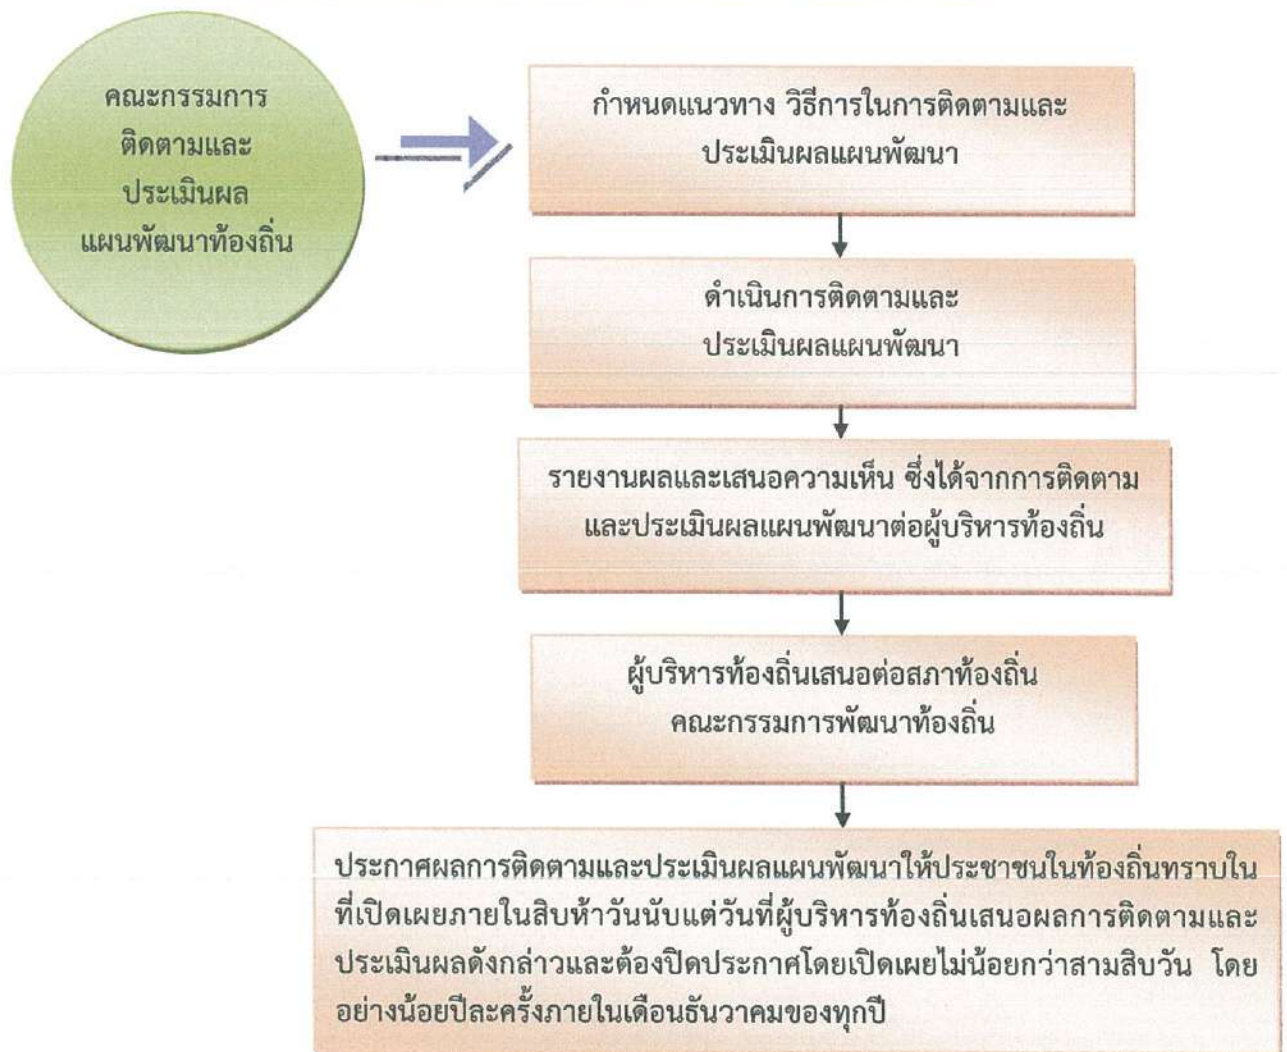 คณะกรรมการ
ติดตามและ
ประเมินผล
แผนพัฒนาท้องถิ่น
กำหนดแนวทาง วิธีการในการติดตามและ
ประเมินผลแผนพัฒนา
ดำเนินการติดตามและ
ประเมินผลแผนพัฒนา
รายงานผลและเสนอความเห็น ซึ่งได้จากการติดตาม
และประเมินผลแผนพัฒนาต่อผู้บริหารท้องถิ่น
ผู้บริหารท้องถิ่นเสนอต่อสภาท้องถิ่น
คณะกรรมการพัฒนาท้องถิ่น
ประกาศผลการติดตามและประเมินผลแผนพัฒนาให้ประชาชนในท้องถิ่นทราบใน
ที่เปิดเผยภายในสิบห้าวันนับแต่วันที่ผู้บริหารท้องถิ่นเสนอผลการติดตามและ
ประเมินผลดังกล่าวและต้องปิดประกาศโดยเปิดเผยไม่น้อยกว่าสามสิบวัน โดย
อย่างน้อยปีละครั้งภายในเดือนธันวาคมของทุกปี